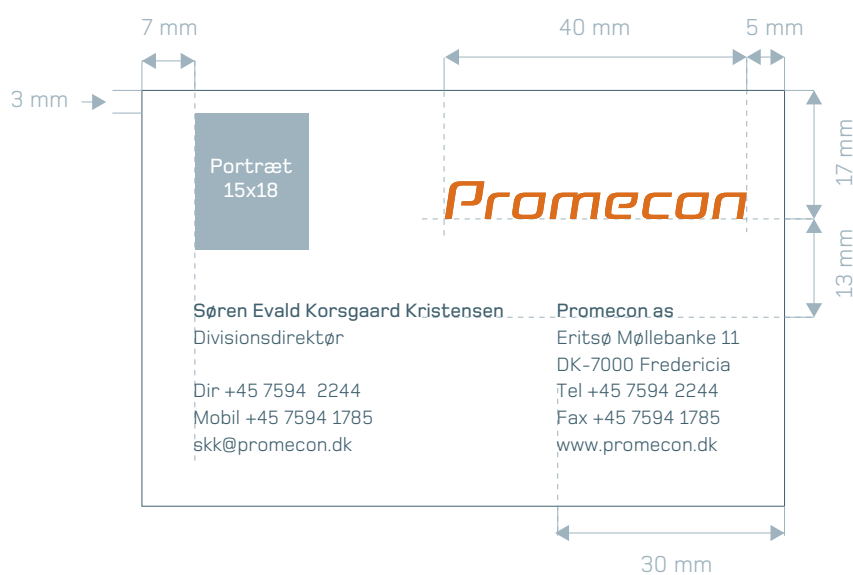 7 mm
40 mm
5 mm
3 mm
17 mm
Portræt
15x18
Promecon
13 mm
Søren Evald Korsgaard Kristensen
Divisionsdirektør
Dir +45 7594  2244
Mobil +45 7594 1785
skk@promecon.dk
Promecon as
Eritsø Møllebanke 11
DK-7000 Fredericia
Tel +45 7594 2244
Fax +45 7594 1785
www.promecon.dk
30 mm